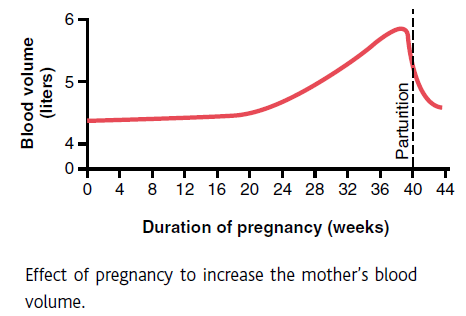 6
5
4
0
Blood volume
(liters)
Parturition
0 4 8 12 16 20 24 28 32 36 40 44
Duration of pregnancy (weeks)
Effect of pregnancy to increase the mother's blood
volume.